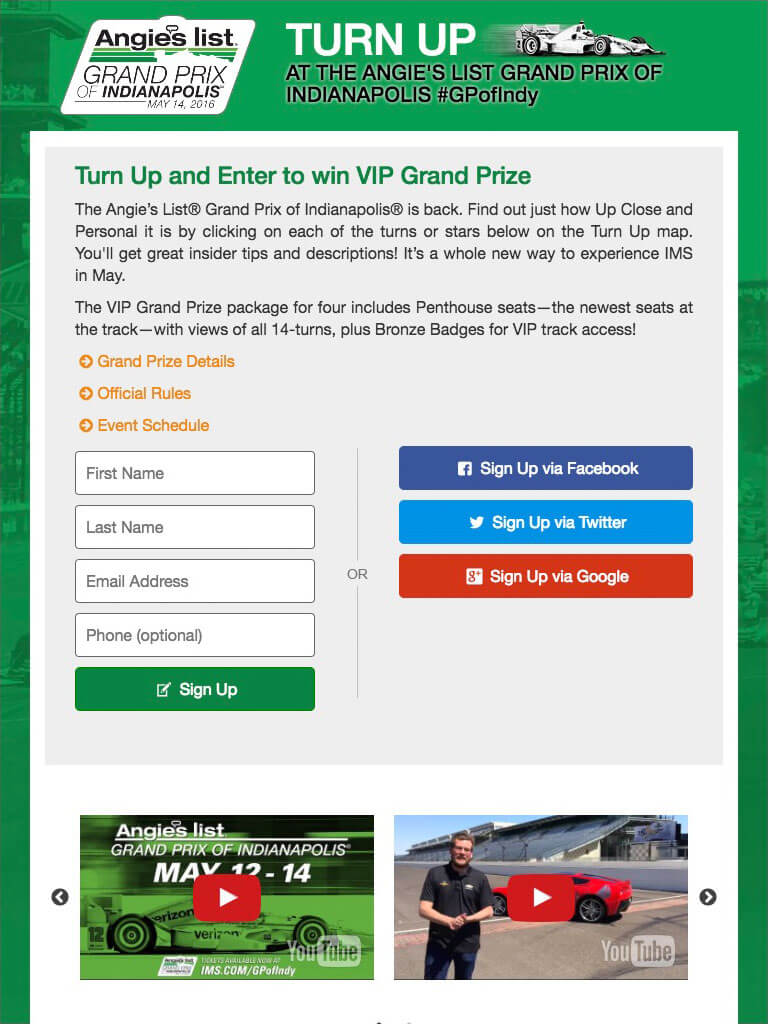 Angie's list.
GRAND PRIX
OF INDIANAPOLIS™
MAY 14, 2016
TURN UP
AT THE ANGIE'S LIST GRAND PRIX OF
INDIANAPOLIS #GPofIndy
Turn Up and Enter to win VIP Grand Prize
The Angie's List® Grand Prix of Indianapolis® is back. Find out just how Up Close and
Personal it is by clicking on each of the turns or stars below on the Turn Up map.
You'll get great insider tips and descriptions! It's a whole new way to experience IMS
in May.
The VIP Grand Prize package for four includes Penthouse seats—the newest seats at
the track—with views of all 14-turns, plus Bronze Badges for VIP track access!
Grand Prize Details
Official Rules
Event Schedule
First Name
Last Name
Email Address
Phone (optional)
Sign Up
OR
Sign Up via Facebook
Sign Up via Twitter
Sign Up via Google
Angie's list.
GRAND PRIX OF INDIANAPOLIS
MAY 12 - 14
verizon
verizon
12
TICKETS AVAILABLE NOW AT
IMS.COM/GPofIndy
YouTube
YouTube